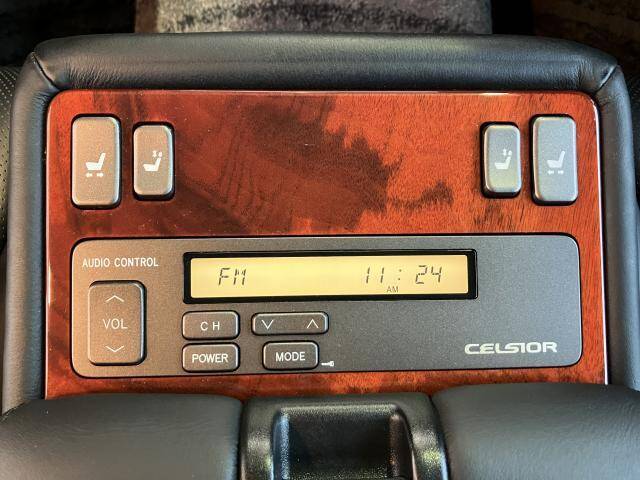 AUDIO CONTROL
FM 11:24
AM
VOL
CH
POWER
MODE
CELSIOR